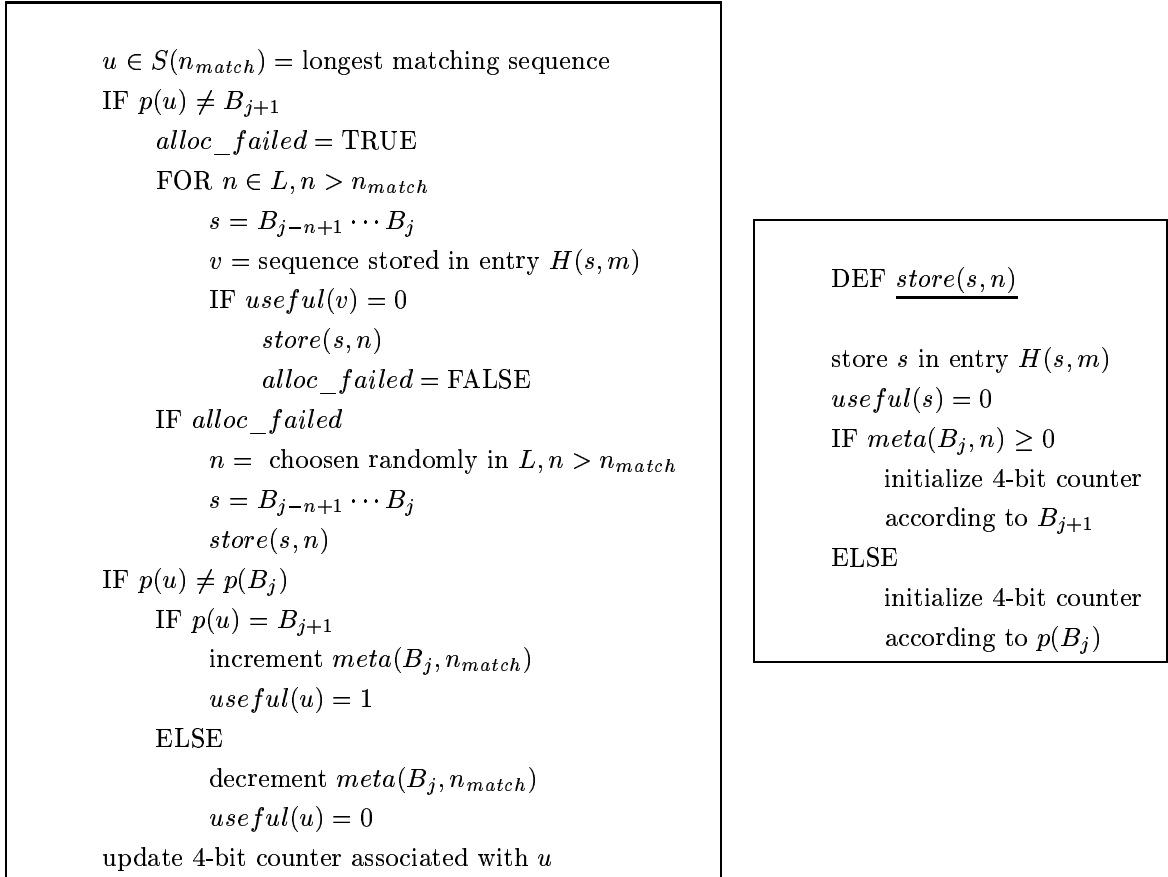 u ∈ S(n_match) = longest matching sequence
IF p(u) ≠ B_{j+1}
alloc_failed = TRUE
FOR n ∈ L, n > n_match
s = B_{j−n+1} ⋯ B_j
v = sequence stored in entry H(s, m)
IF useful(v) = 0
store(s, n)
alloc_failed = FALSE
IF alloc_failed
n = choosen randomly in L, n > n_match
s = B_{j−n+1} ⋯ B_j
store(s, n)
IF p(u) ≠ p(B_j)
IF p(u) = B_{j+1}
increment meta(B_j, n_match)
useful(u) = 1
ELSE
decrement meta(B_j, n_match)
useful(u) = 0
update 4-bit counter associated with u
DEF store(s, n)
store s in entry H(s, m)
useful(s) = 0
IF meta(B_j, n) ≥ 0
initialize 4-bit counter
according to B_{j+1}
ELSE
initialize 4-bit counter
according to p(B_j)